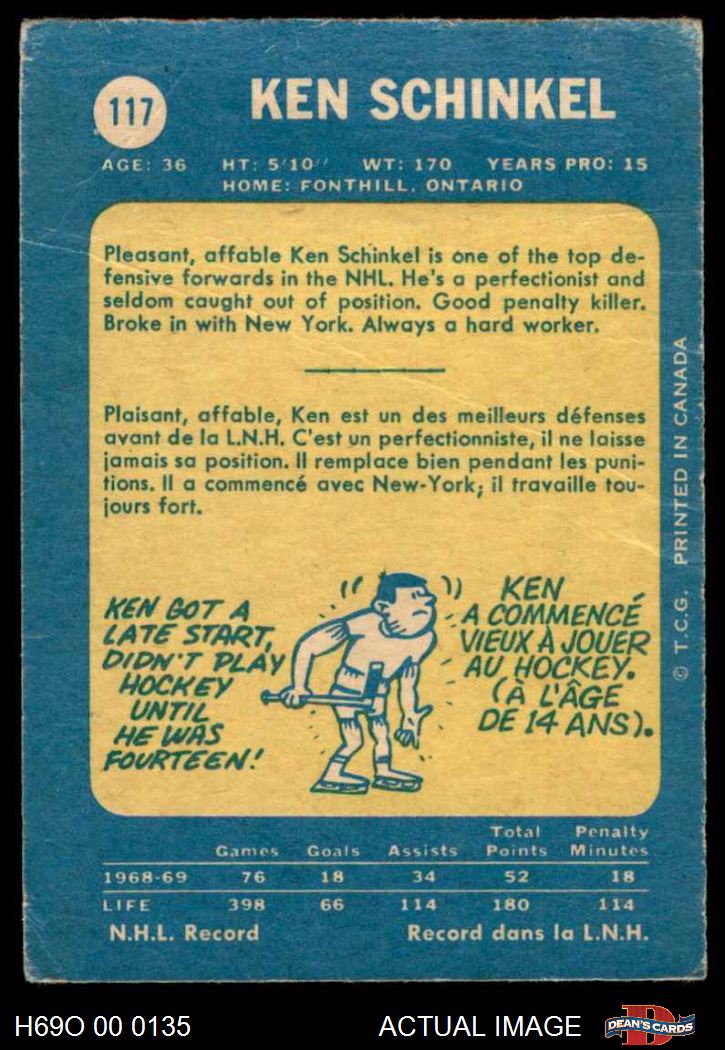 117
KEN SCHINKEL
AGE: 36 HT: 5'10" WT: 170 YEARS PRO: 15
HOME: FONTHILL, ONTARIO
Pleasant, affable Ken Schinkel is one of the top de-
fensive forwards in the NHL. He's a perfectionist and
seldom caught out of position. Good penalty killer.
Broke in with New York. Always a hard worker.
Plaisant, affable, Ken est un des meilleurs défenses
avant de la L.N.H. C'est un perfectionniste, il ne laisse
jamais sa position. Il remplace bien pendant les puni-
tions. Il a commencé avec New-York; il travaille tou-
jours fort.
KEN GOT A
LATE START,
DIDN'T PLAY
HOCKEY
UNTIL
HE WAS
FOURTEEN!
KEN
A COMMENCÉ
VIEUX À JOUER
AU HOCKEY.
(À L'ÂGE
DE 14 ANS).
© T.C.G. PRINTED IN CANADA
Games Goals Assists Total Points Penalty Minutes
1968-69 76 18 34 52 18
LIFE 398 66 114 180 114
N.H.L. Record Record dans la L.N.H.
H69O 00 0135
ACTUAL IMAGE
D
DEAN'S CARDS